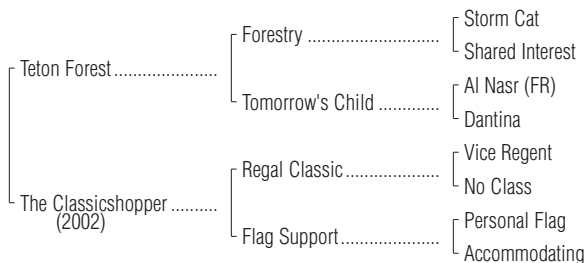 Storm Cat
Forestry ............................
Shared Interest
Teton Forest......................
Al Nasr (FR)
Tomorrow's Child .............
Dantina
Vice Regent
Regal Classic....................
No Class
The Classicshopper ..........
(2002)
Personal Flag
Flag Support.....................
Accommodating